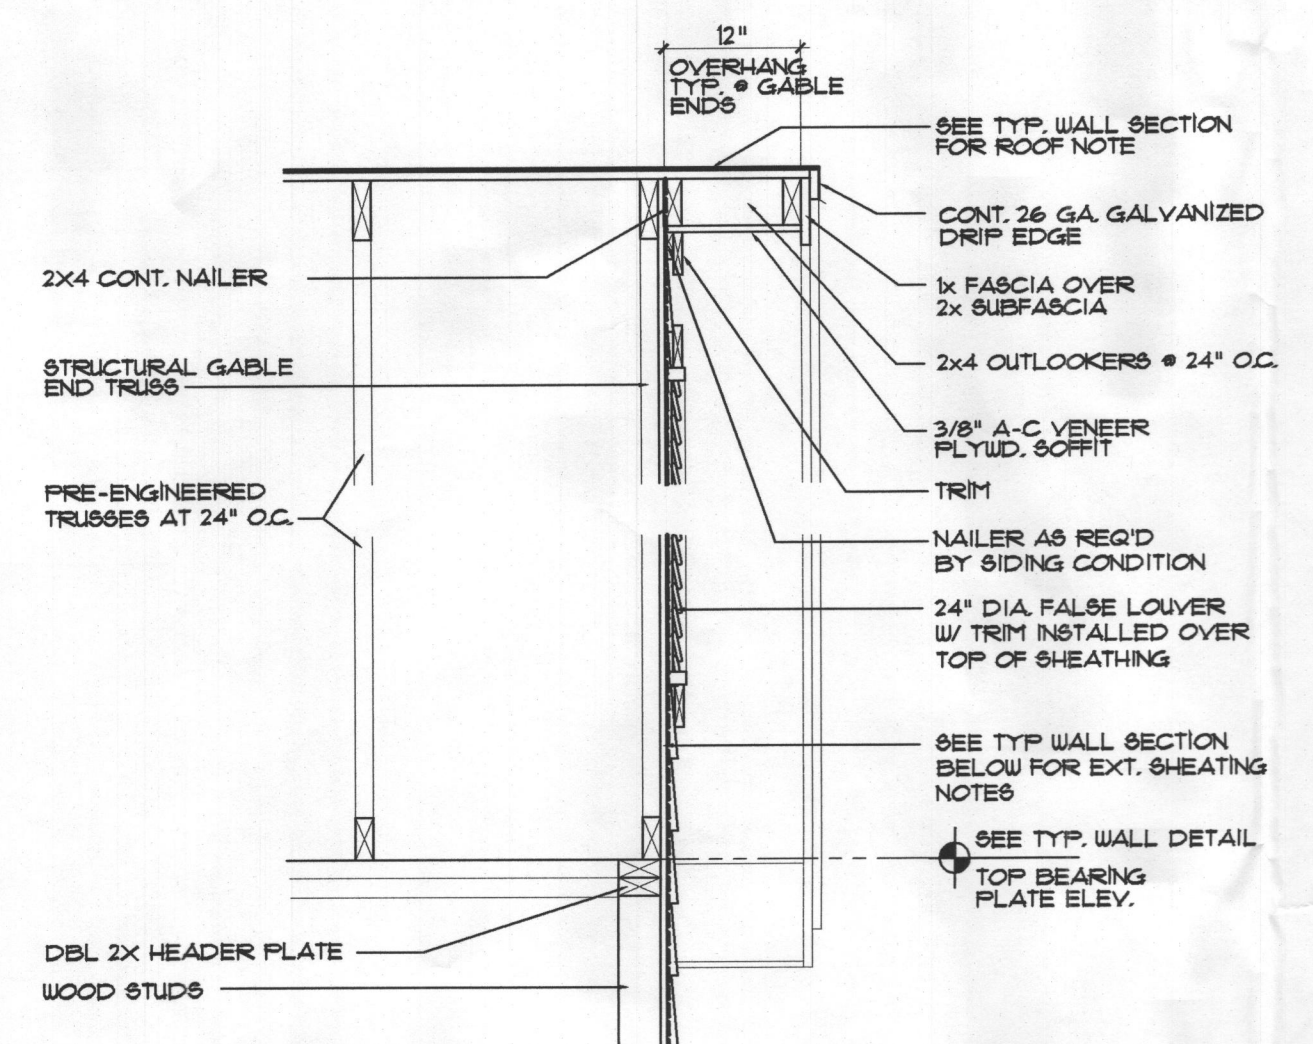 12"
OVERHANG
TYP. @ GABLE
ENDS
SEE TYP. WALL SECTION
FOR ROOF NOTE
CONT. 26 GA. GALVANIZED
DRIP EDGE
2X4 CONT. NAILER
1x FASCIA OVER
2x SUBFASCIA
STRUCTURAL GABLE
END TRUSS
2x4 OUTLOOKERS @ 24" O.C.
3/8" A-C VENEER
PLYWD. SOFFIT
PRE-ENGINEERED
TRUSSES AT 24" O.C.
TRIM
NAILER AS REQ'D
BY SIDING CONDITION
24" DIA. FALSE LOUVER
W/ TRIM INSTALLED OVER
TOP OF SHEATHING
SEE TYP WALL SECTION
BELOW FOR EXT. SHEATING
NOTES
SEE TYP. WALL DETAIL
TOP BEARING
PLATE ELEV.
DBL 2X HEADER PLATE
WOOD STUDS